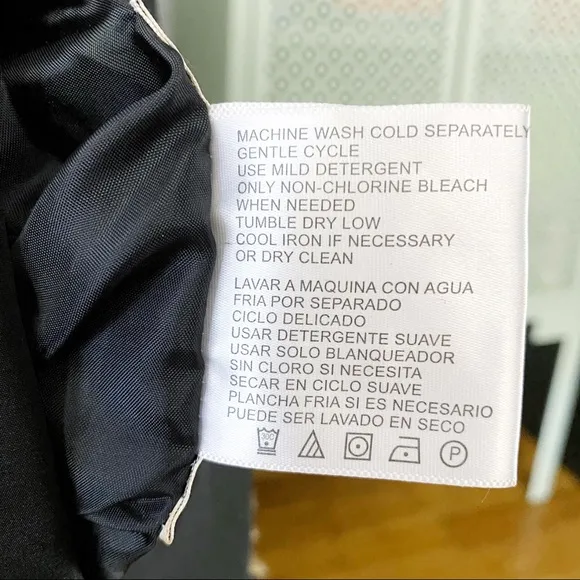 MACHINE WASH COLD SEPARATELY
GENTLE CYCLE
USE MILD DETERGENT
ONLY NON-CHLORINE BLEACH
WHEN NEEDED
TUMBLE DRY LOW
COOL IRON IF NECESSARY
OR DRY CLEAN
LAVAR A MAQUINA CON AGUA
FRIA POR SEPARADO
CICLO DELICADO
USAR DETERGENTE SUAVE
USAR SOLO BLANQUEADOR
SIN CLORO SI NECESITA
SECAR EN CICLO SUAVE
PLANCHA FRIA SI ES NECESARIO
PUEDE SER LAVADO EN SECO
30C P